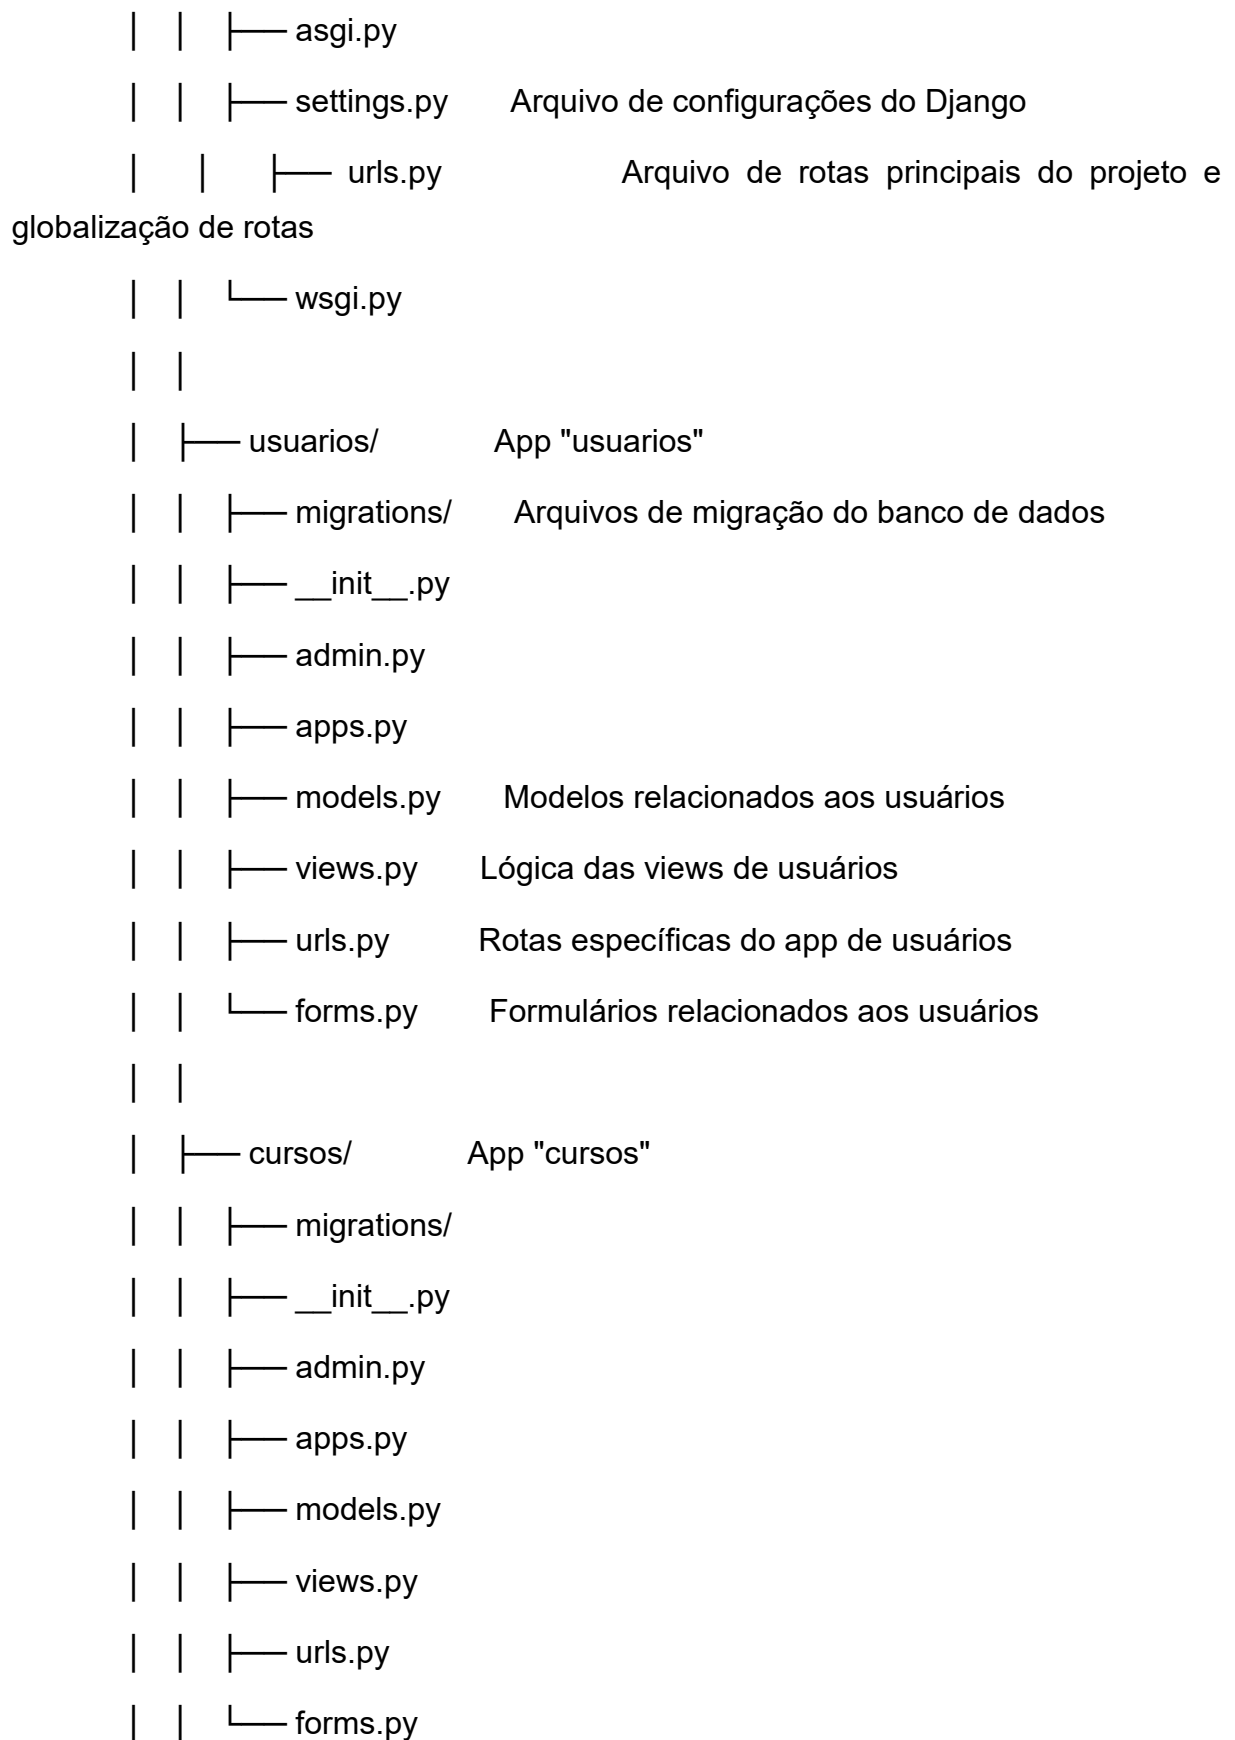 │ │ ├── asgi.py
│ │ ├── settings.py Arquivo de configurações do Django
│ │ ├── urls.py Arquivo de rotas principais do projeto e
globalização de rotas
│ │ └── wsgi.py
│ │
│ ├── usuarios/ App "usuarios"
│ │ ├── migrations/ Arquivos de migração do banco de dados
│ │ ├── __init__.py
│ │ ├── admin.py
│ │ ├── apps.py
│ │ ├── models.py Modelos relacionados aos usuários
│ │ ├── views.py Lógica das views de usuários
│ │ ├── urls.py Rotas específicas do app de usuários
│ │ └── forms.py Formulários relacionados aos usuários
│ │
│ ├── cursos/ App "cursos"
│ │ ├── migrations/
│ │ ├── __init__.py
│ │ ├── admin.py
│ │ ├── apps.py
│ │ ├── models.py
│ │ ├── views.py
│ │ ├── urls.py
│ │ └── forms.py